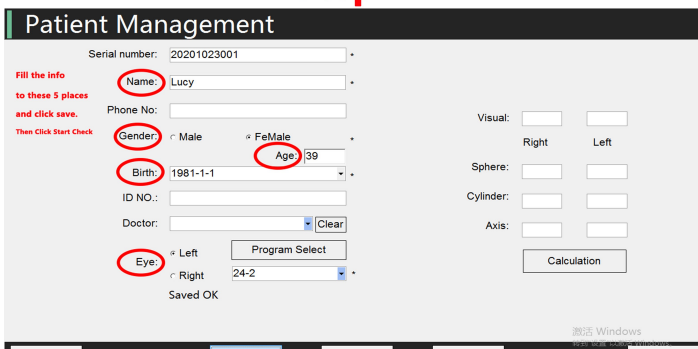 Patient Management
Serial number: 20201023001 *
Fill the info
to these 5 places
and click save.
Then Click Start Check
Name: Lucy *
Phone No:
Gender: Male FeMale *
Age: 39
Birth: 1981-1-1 *
ID NO.:
Doctor: Clear
Eye: Left Program Select
Right 24-2 *
Saved OK
Visual:
Right Left
Sphere:
Cylinder:
Axis:
Calculation
激活 Windows